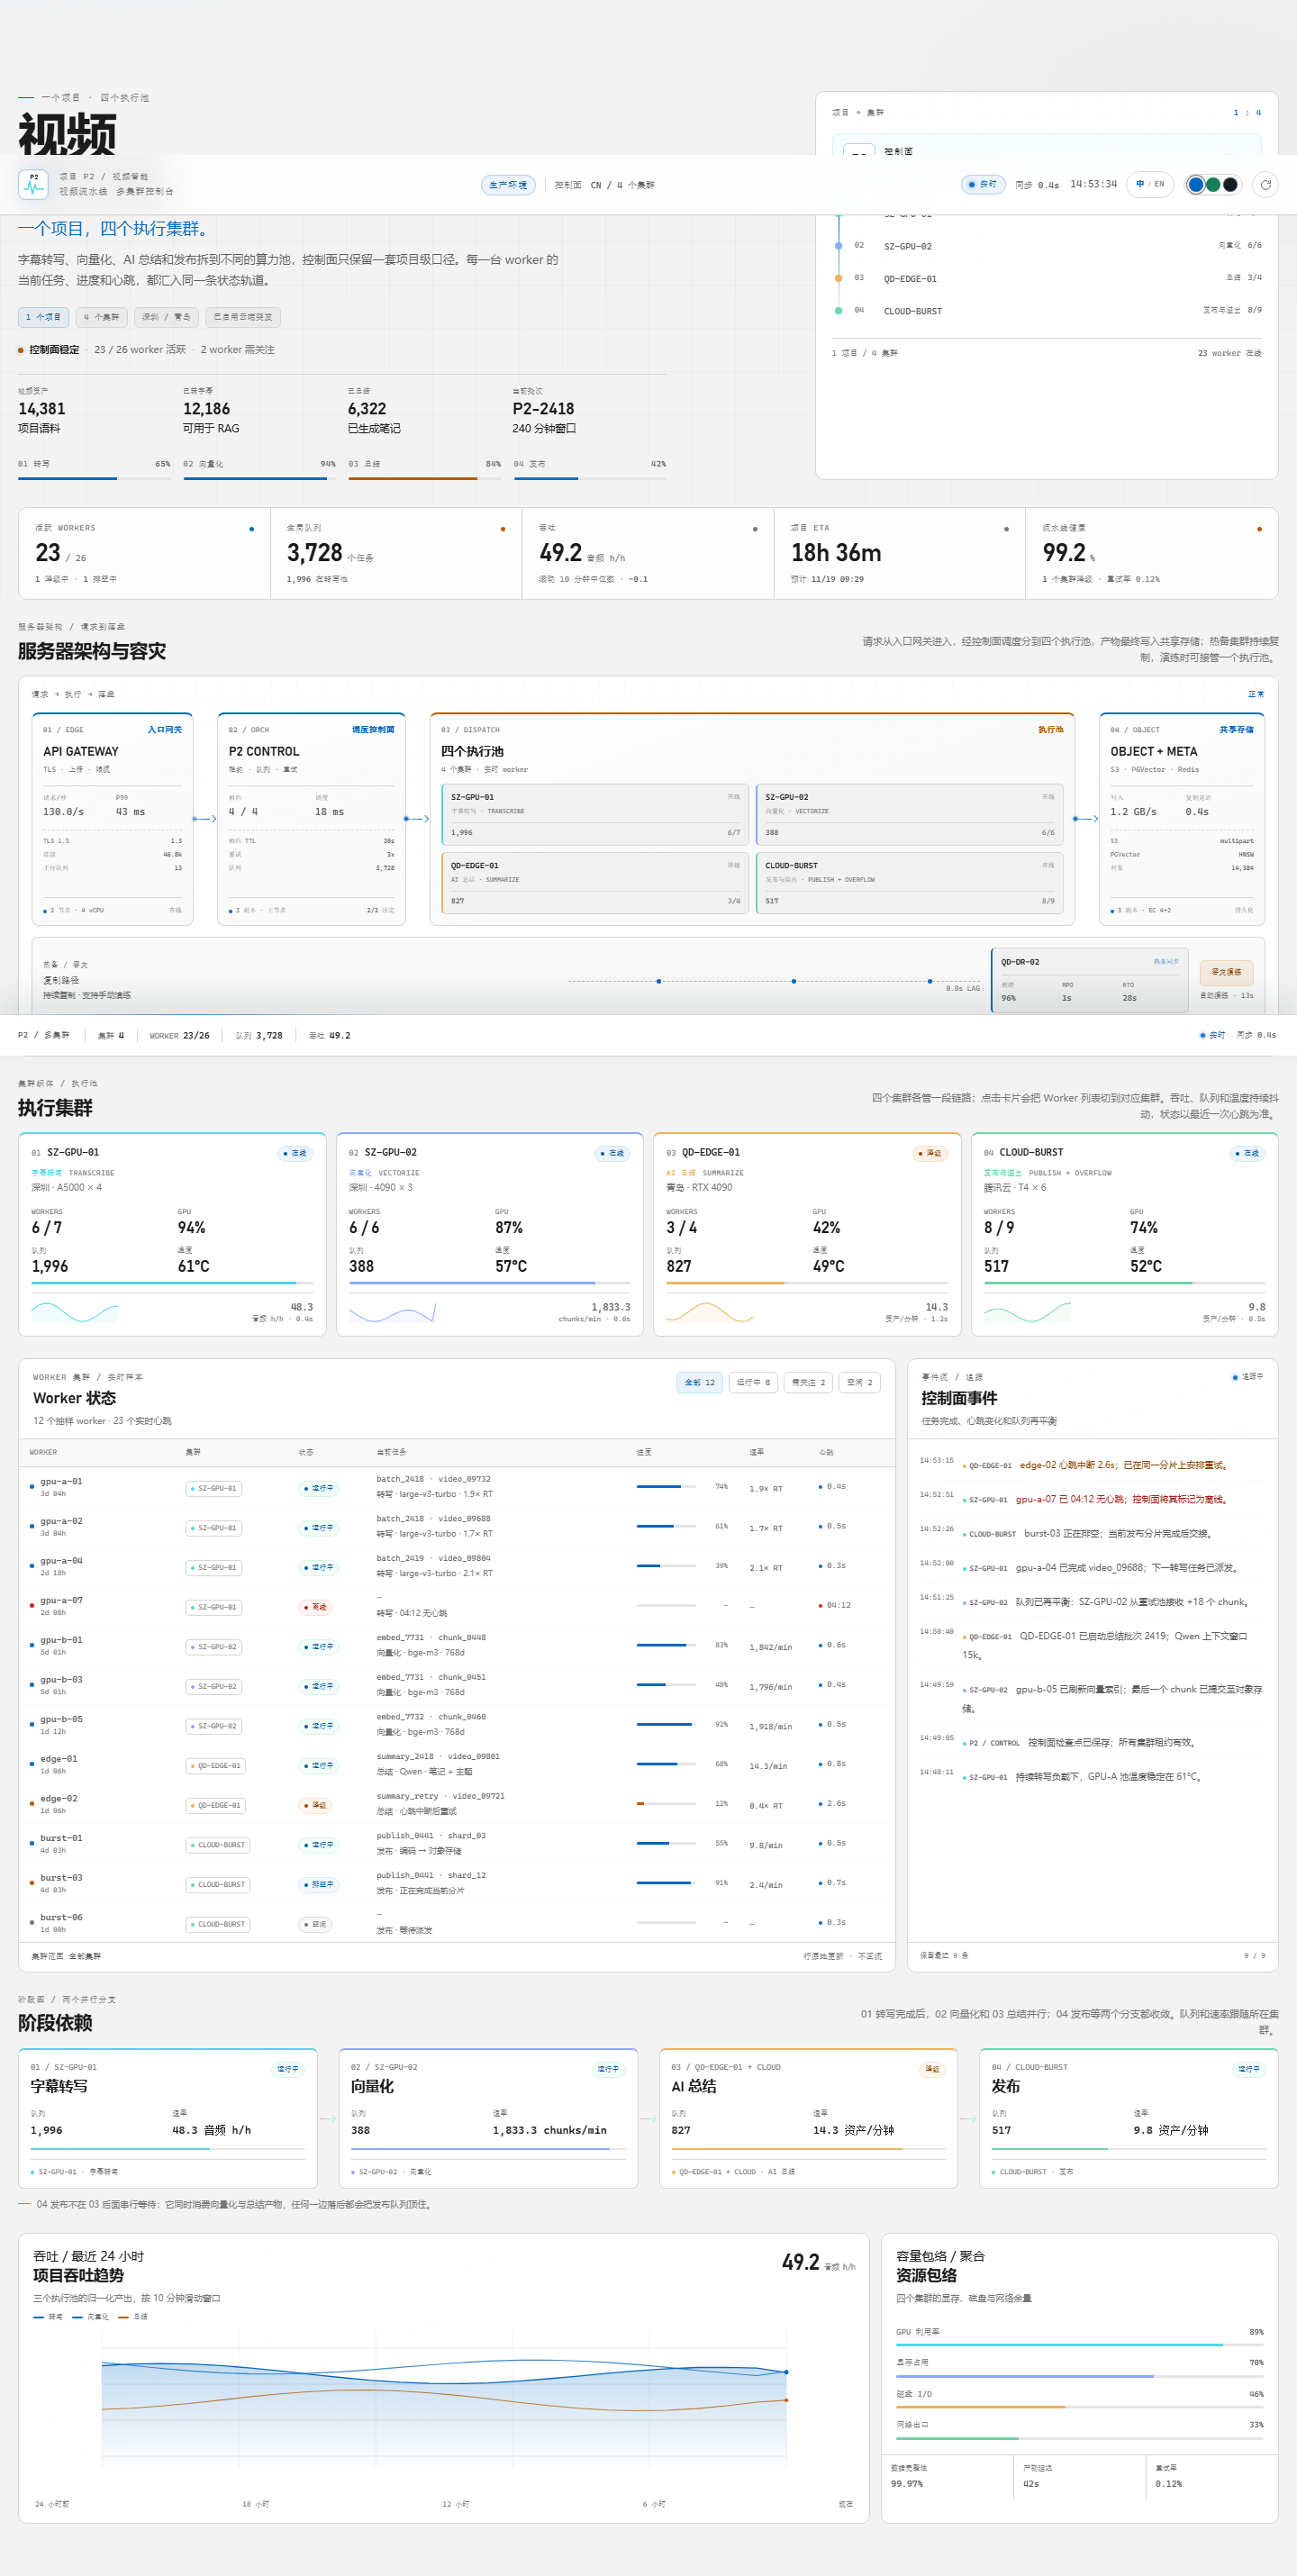 一个项目 · 四个执行池
视频
项目 → 集群
1 : 4
控制面
P2
项目 P2 / 视频智能
视频流水线 多集群控制台
生产环境
控制面 CN / 4 个集群
实时
同步 0.4s
14:53:34
中 / EN
一个项目，四个执行集群。
字幕转写、向量化、AI 总结和发布拆到不同的算力池，控制面只保留一套项目级口径。每一台 worker 的
当前任务、进度和心跳，都汇入同一条状态轨道。
1 个项目
4 个集群
深圳 / 青岛
已启用云端突发
控制面稳定 · 23 / 26 worker 活跃 · 2 worker 需关注
02 SZ-GPU-02 向量化 6/6
03 QD-EDGE-01 总结 3/4
04 CLOUD-BURST 发布与溢出 8/9
1 项目 / 4 集群
23 worker 在线
视频资产
14,381
项目语料
已转字幕
12,186
可用于 RAG
已总结
6,322
已生成笔记
当前批次
P2-2418
240 分钟窗口
01 转写 65%
02 向量化 94%
03 总结 84%
04 发布 42%
活跃 WORKERS
23 / 26
1 降级中 · 1 排空中
全局队列
3,728 个任务
1,996 在转写池
吞吐
49.2 音频 h/h
滚动 10 分钟中位数 · -0.1
项目 ETA
18h 36m
预计 11/19 09:29
流水线健康
99.2 %
1 个集群降级 · 重试率 0.12%
服务器架构 / 请求到落盘
服务器架构与容灾
请求从入口网关进入，经控制面调度分到四个执行池，产物最终写入共享存储；热备集群持续复
制，演练时可接管一个执行池。
请求 → 执行 → 落盘
正常
01 / EDGE 入口网关
API GATEWAY
TLS · 上传 · 限流
请求/秒 P99
130.0/s 43 ms
TLS 1.3 1.3
连接 46.8k
上行队列 13
2 节点 · 4 vCPU 在线
02 / ORCH 调度控制面
P2 CONTROL
租约 · 队列 · 重试
租约 调度
4 / 4 18 ms
租约 TTL 30s
重试 3x
队列 3,728
3 副本 · 主节点 2/3 法定
03 / DISPATCH 执行池
四个执行池
4 个集群 · 实时 worker
SZ-GPU-01 在线
字幕转写 · TRANSCRIBE
1,996 6/7
SZ-GPU-02 在线
向量化 · VECTORIZE
388 6/6
QD-EDGE-01 降级
AI 总结 · SUMMARIZE
827 3/4
CLOUD-BURST 在线
发布与溢出 · PUBLISH + OVERFLOW
517 8/9
04 / OBJECT 共享存储
OBJECT + META
S3 · PGVector · Redis
写入 复制延迟
1.2 GB/s 0.4s
S3 multipart
PGVector HNSW
对象 14,384
3 副本 · EC 4+2 持久化
热备 / 容灾
复制路径
持续复制 · 支持手动演练
0.8s LAG
QD-DR-02 热备同步
就绪 RPO RTO
96% 1s 28s
容灾演练
自动演练 · 13s
P2 / 多集群
集群 4
WORKER 23/26
队列 3,728
吞吐 49.2
实时
同步 0.4s
集群织体 / 执行池
执行集群
四个集群各管一段链路；点击卡片会把 Worker 列表切到对应集群。吞吐、队列和温度持续抖
动，状态以最近一次心跳为准。
01 SZ-GPU-01 在线
字幕转写 TRANSCRIBE
深圳 · A5000 × 4
WORKERS GPU
6 / 7 94%
队列 温度
1,996 61°C
48.3
音频 h/h · 0.4s
02 SZ-GPU-02 在线
向量化 VECTORIZE
深圳 · 4090 × 3
WORKERS GPU
6 / 6 87%
队列 温度
388 57°C
1,833.3
chunks/min · 0.6s
03 QD-EDGE-01 降级
AI 总结 SUMMARIZE
青岛 · RTX 4090
WORKERS GPU
3 / 4 42%
队列 温度
827 49°C
14.3
资产/分钟 · 1.2s
04 CLOUD-BURST 在线
发布与溢出 PUBLISH + OVERFLOW
腾讯云 · T4 × 6
WORKERS GPU
8 / 9 74%
队列 温度
517 52°C
9.8
资产/分钟 · 0.5s
WORKER 集群 / 实时样本
Worker 状态
12 个抽样 worker · 23 个实时心跳
全部 12
运行中 8
需关注 2
空闲 2
WORKER 集群 状态 当前任务 进度 速率 心跳
gpu-a-01 SZ-GPU-01 运行中 batch_2418 · video_09732 74% 1.9× RT 0.4s
3d 04h 转写 · large-v3-turbo · 1.9× RT
gpu-a-02 SZ-GPU-01 运行中 batch_2418 · video_09688 61% 1.7× RT 0.5s
3d 04h 转写 · large-v3-turbo · 1.7× RT
gpu-a-04 SZ-GPU-01 运行中 batch_2419 · video_09804 39% 2.1× RT 0.3s
2d 18h 转写 · large-v3-turbo · 2.1× RT
gpu-a-07 SZ-GPU-01 离线 — – — 04:12
2d 08h 转写 · 04:12 无心跳
gpu-b-01 SZ-GPU-02 运行中 embed_7731 · chunk_0448 83% 1,842/min 0.6s
5d 01h 向量化 · bge-m3 · 768d
gpu-b-03 SZ-GPU-02 运行中 embed_7731 · chunk_0451 48% 1,796/min 0.4s
5d 01h 向量化 · bge-m3 · 768d
gpu-b-05 SZ-GPU-02 运行中 embed_7732 · chunk_0460 92% 1,918/min 0.5s
1d 12h 向量化 · bge-m3 · 768d
edge-01 QD-EDGE-01 运行中 summary_2418 · video_09801 68% 14.3/min 0.8s
1d 06h 总结 · Qwen · 笔记 + 主题
edge-02 QD-EDGE-01 降级 summary_retry · video_09721 12% 0.4× RT 2.6s
1d 06h 总结 · 心跳中断后重试
burst-01 CLOUD-BURST 运行中 publish_0441 · shard_03 55% 9.8/min 0.5s
4d 03h 发布 · 编码 → 对象存储
burst-03 CLOUD-BURST 排空中 publish_0441 · shard_12 91% 2.4/min 0.7s
4d 03h 发布 · 正在完成当前分片
burst-06 CLOUD-BURST 空闲 — – — 0.3s
1d 00h 发布 · 等待派发
集群范围 全部集群
行原地更新 · 不重绘
事件流 / 追踪
追踪中
控制面事件
任务完成、心跳变化和队列再平衡
14:53:15 QD-EDGE-01 edge-02 心跳中断 2.6s；已在同一分片上安排重试。
14:52:51 SZ-GPU-01 gpu-a-07 已 04:12 无心跳；控制面将其标记为离线。
14:52:26 CLOUD-BURST burst-03 正在排空；当前发布分片完成后交接。
14:52:00 SZ-GPU-01 gpu-a-04 已完成 video_09688；下一转写任务已派发。
14:51:25 SZ-GPU-02 队列已再平衡：SZ-GPU-02 从重试池接收 +18 个 chunk。
14:50:40 QD-EDGE-01 QD-EDGE-01 已启动总结批次 2419；Qwen 上下文窗口
15k。
14:49:59 SZ-GPU-02 gpu-b-05 已刷新向量索引；最后一个 chunk 已提交至对象存
储。
14:49:05 P2 / CONTROL 控制面检查点已保存；所有集群租约有效。
14:48:11 SZ-GPU-01 持续转写负载下，GPU-A 池温度稳定在 61°C。
保留最近 9 条
9 / 9
阶段图 / 两个并行分支
阶段依赖
01 转写完成后，02 向量化和 03 总结并行；04 发布等两个分支都收敛。队列和速率跟随所在集
群。
01 / SZ-GPU-01 运行中
字幕转写
队列 速率
1,996 48.3 音频 h/h
SZ-GPU-01 · 字幕转写
02 / SZ-GPU-02 运行中
向量化
队列 速率
388 1,833.3 chunks/min
SZ-GPU-02 · 向量化
03 / QD-EDGE-01 + CLOUD 降级
AI 总结
队列 速率
827 14.3 资产/分钟
QD-EDGE-01 + CLOUD · AI 总结
04 / CLOUD-BURST 运行中
发布
队列 速率
517 9.8 资产/分钟
CLOUD-BURST · 发布
04 发布不在 03 后面串行等待：它同时消费向量化与总结产物，任何一边落后都会把发布队列顶住。
吞吐 / 最近 24 小时
项目吞吐趋势
49.2 音频 h/h
三个执行池的归一化产出，按 10 分钟滑动窗口
转写 向量化 总结
24 小时前 18 小时 12 小时 6 小时 现在
容量包络 / 聚合
资源包络
四个集群的显存、磁盘与网络余量
GPU 利用率 89%
显存占用 70%
磁盘 I/O 46%
网络出口 33%
数据完整性 产物延迟 重试率
99.97% 42s 0.12%